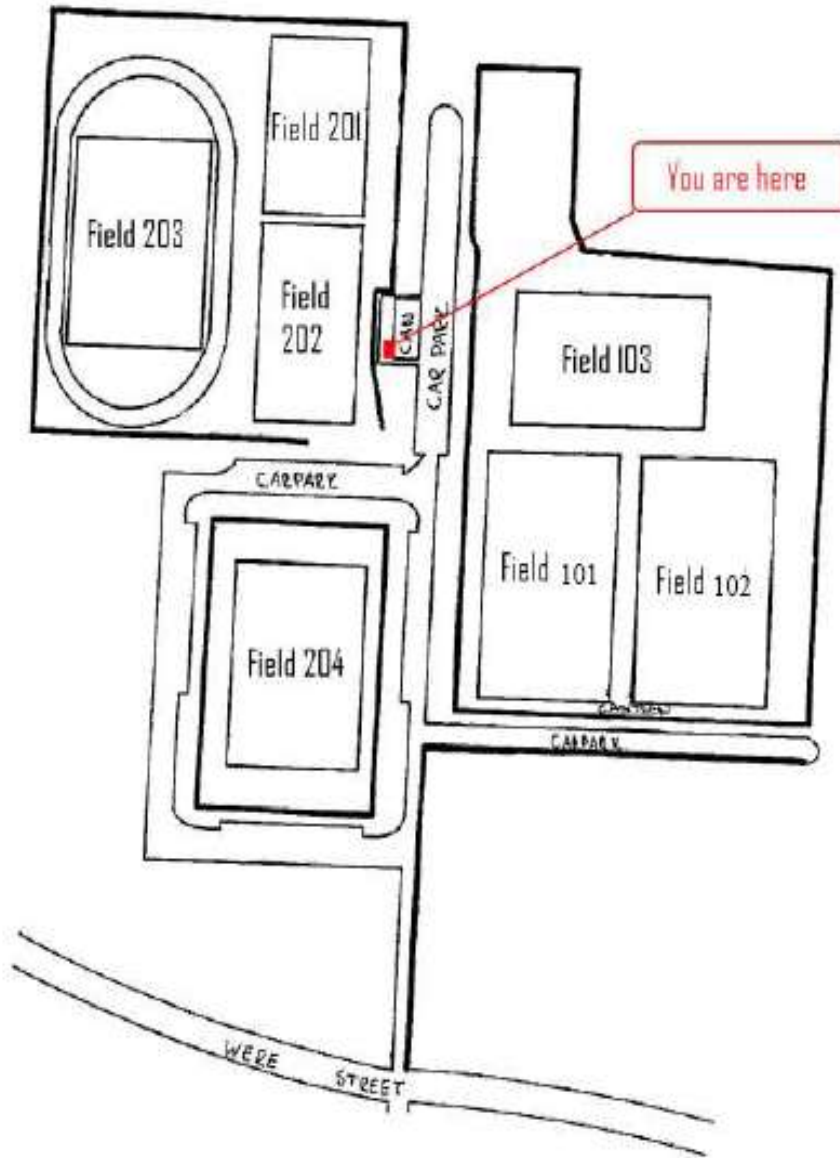 Field 201
You are here
Field 203
Field
202
CAN
CAR PARK
Field 103
CARPARK
Field 101
Field 102
Field 204
CANTEEN
CARPARK
WERE
STREET